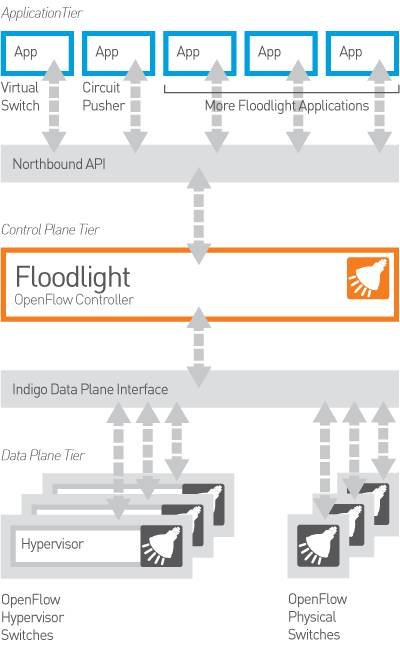 ApplicationTier
App App App App App
Virtual Switch
Circuit Pusher
More Floodlight Applications
Northbound API
Control Plane Tier
Floodlight
OpenFlow Controller
Indigo Data Plane Interface
Data Plane Tier
Hypervisor
OpenFlow
Hypervisor
Switches
OpenFlow
Physical
Switches